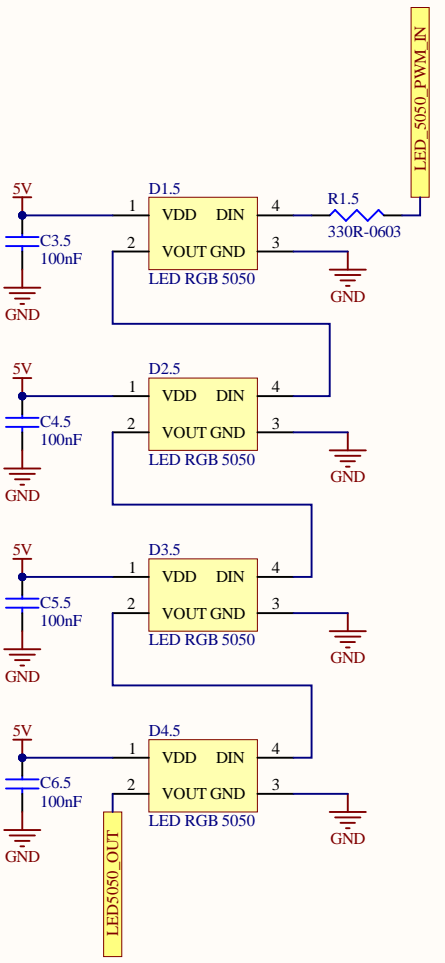 LED_5050_PWM_IN
5V
D1.5
R1.5
1 VDD DIN 4
330R-0603
C3.5
100nF
2 VOUT GND 3
LED RGB 5050
GND
GND
5V
D2.5
1 VDD DIN 4
C4.5
100nF
2 VOUT GND 3
LED RGB 5050
GND
GND
5V
D3.5
1 VDD DIN 4
C5.5
100nF
2 VOUT GND 3
LED RGB 5050
GND
GND
5V
D4.5
1 VDD DIN 4
C6.5
100nF
2 VOUT GND 3
LED RGB 5050
GND
GND
LED5050_OUT